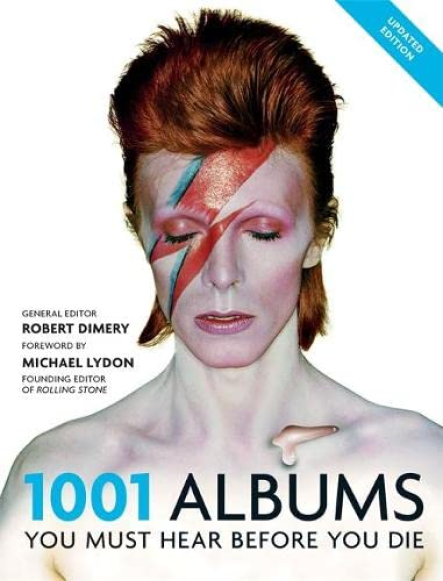 UPDATED
EDITION
GENERAL EDITOR
ROBERT DIMERY
FOREWORD BY
MICHAEL LYDON
FOUNDING EDITOR
OF ROLLING STONE
1001 ALBUMS
YOU MUST HEAR BEFORE YOU DIE